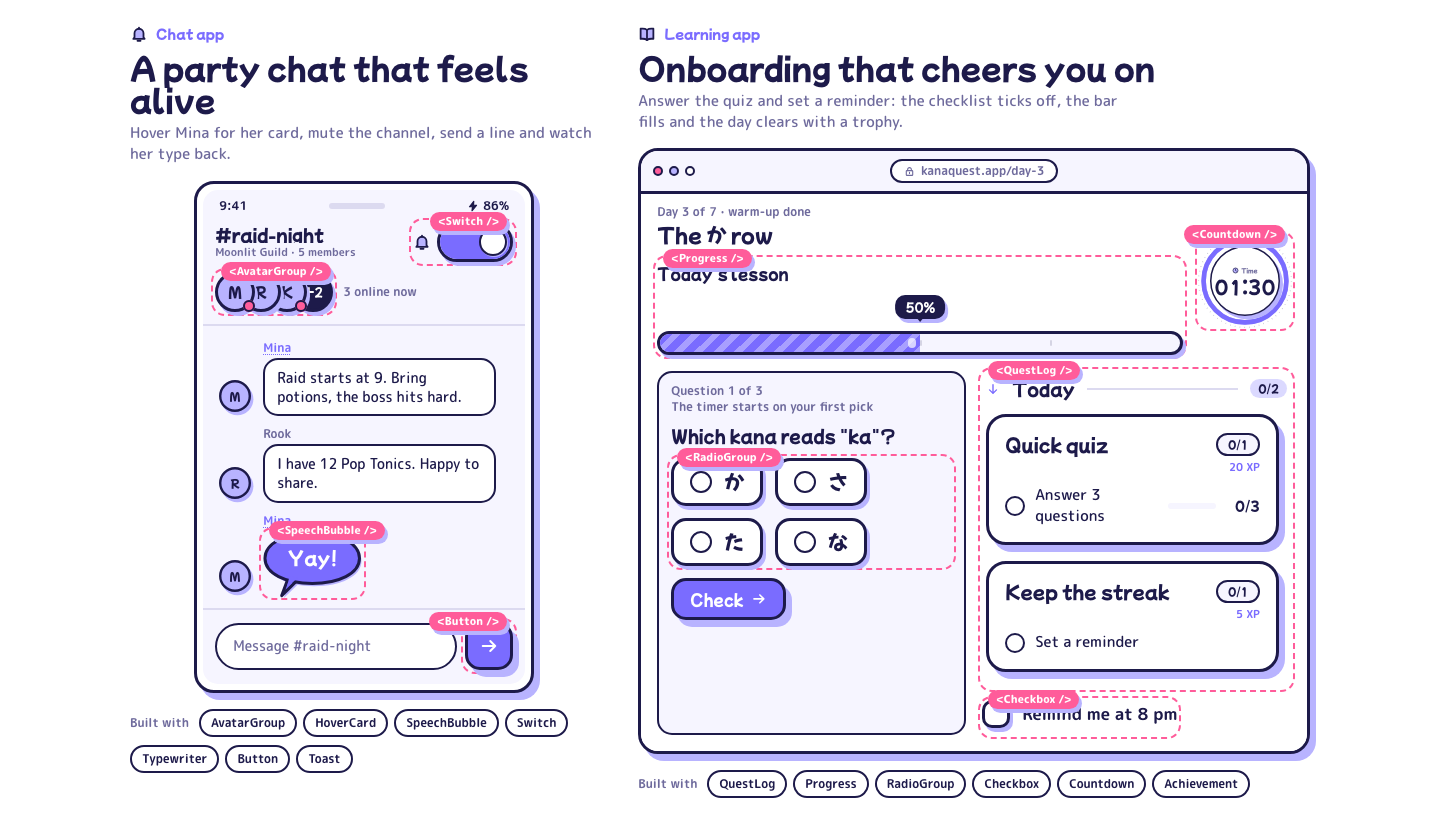 Chat app
A party chat that feels
alive
Hover Mina for her card, mute the channel, send a line and watch
her type back.
9:41
86%
<Switch />
#raid-night
Moonlit Guild · 5 members
<AvatarGroup />
M R K +2
3 online now
Mina
M
Raid starts at 9. Bring
potions, the boss hits hard.
Rook
R
I have 12 Pop Tonics. Happy to
share.
Mina
<SpeechBubble />
M
Yay!
<Button />
Message #raid-night
Built with AvatarGroup HoverCard SpeechBubble Switch
Typewriter Button Toast
Learning app
Onboarding that cheers you on
Answer the quiz and set a reminder: the checklist ticks off, the bar
fills and the day clears with a trophy.
kanaquest.app/day-3
Day 3 of 7 · warm-up done
The か row
<Progress />
Today's lesson
50%
<Countdown />
Time
01:30
Question 1 of 3
The timer starts on your first pick
Which kana reads "ka"?
<RadioGroup />
か さ
た な
Check
<QuestLog />
Today 0/2
Quick quiz 0/1
20 XP
Answer 3
questions
0/3
Keep the streak 0/1
5 XP
Set a reminder
<Checkbox />
Remind me at 8 pm
Built with QuestLog Progress RadioGroup Checkbox Countdown Achievement